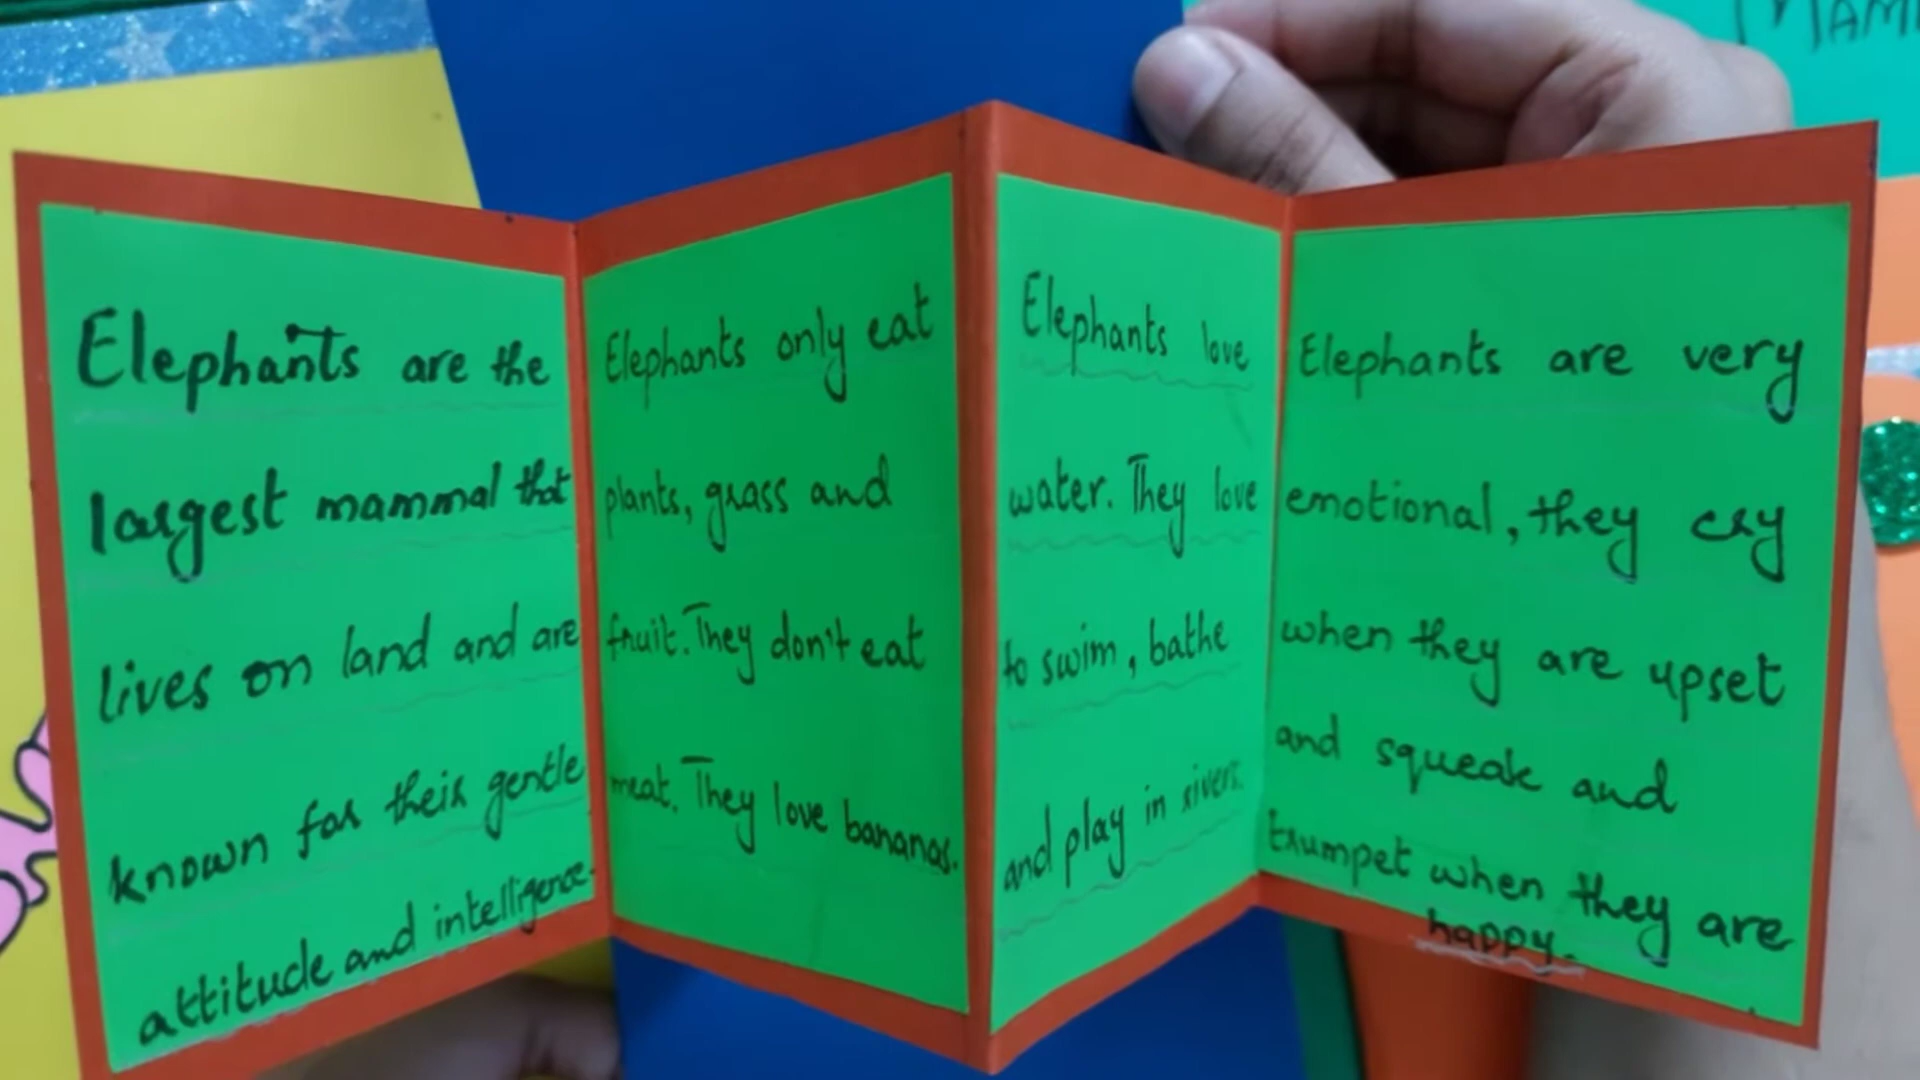 Elephants are the
largest mammal that
lives on land and are
known for their gentle
attitude and intelligence.
Elephants only eat
plants, grass and
fruit. They don't eat
meat. They love bananas.
Elephants love
water. They love
to swim, bathe
and play in rivers.
Elephants are very
emotional, they cry
when they are upset
and squeak and
trumpet when they are
happy.